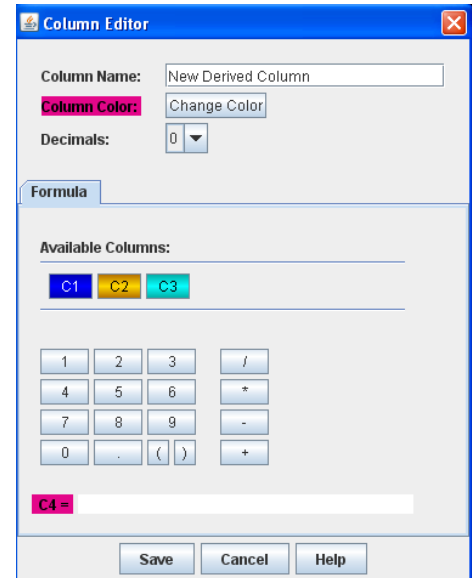 Column Editor
Column Name: New Derived Column
Column Color: Change Color
Decimals: 0
Formula
Available Columns:
C1 C2 C3
1 2 3 /
4 5 6 *
7 8 9 -
0 . ( ) +
C4 =
Save Cancel Help